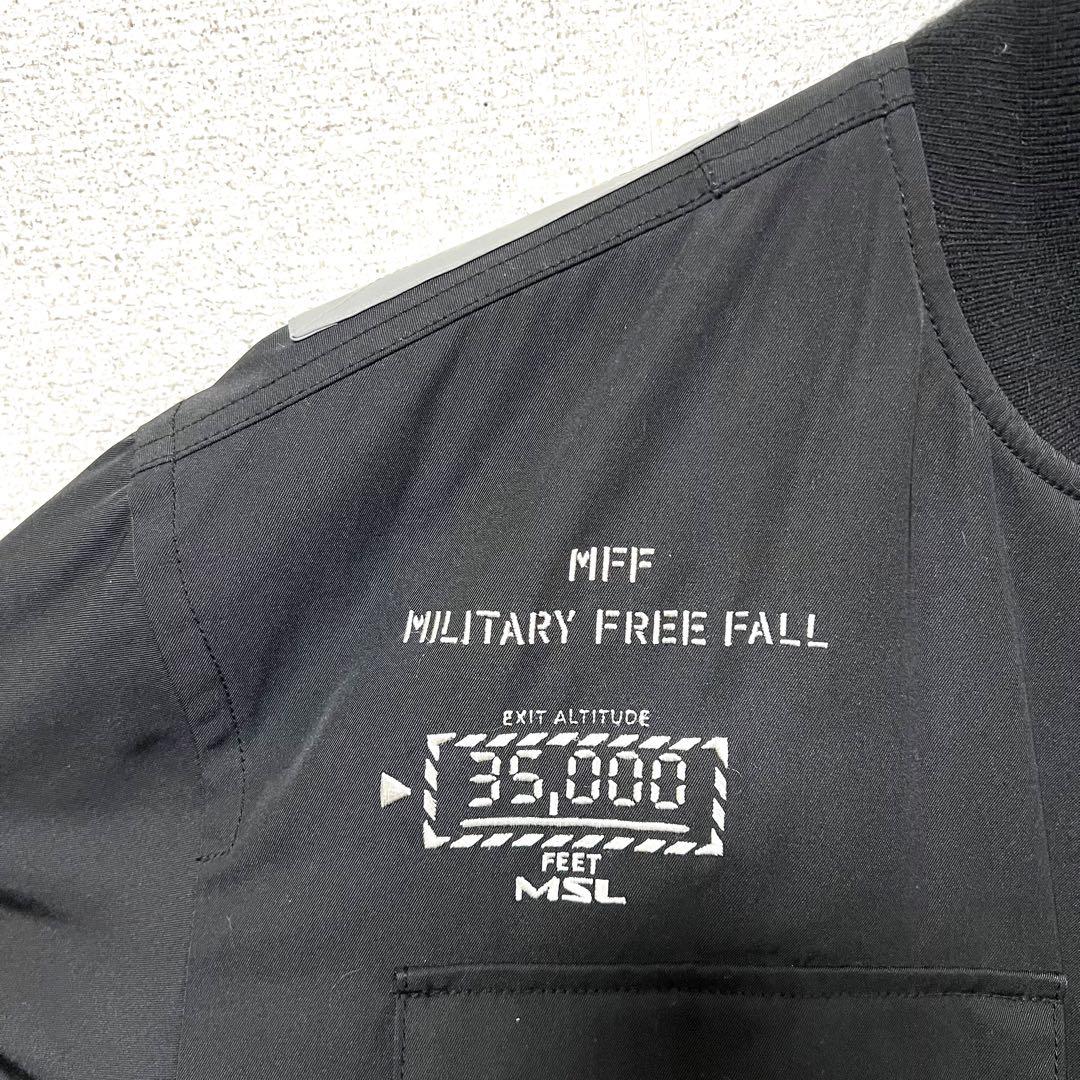 MFF
MILITARY FREE FALL
EXIT ALTITUDE
35,000
FEET
MSL